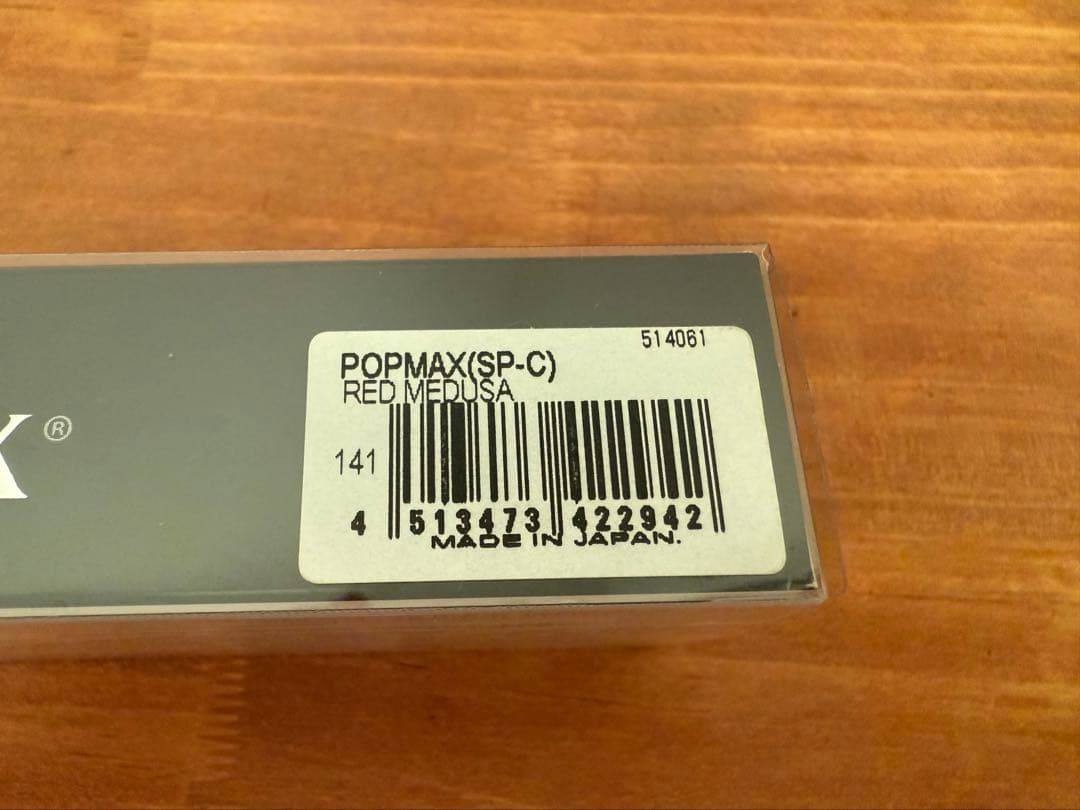 514061
POPMAX(SP-C)
RED MEDUSA
141
4 513473 422942
MADE IN JAPAN.
X®